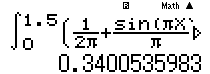 R Math ▲
∫₀^1.5 (1/2π + sin(πX)/π ▷
0.3400535983